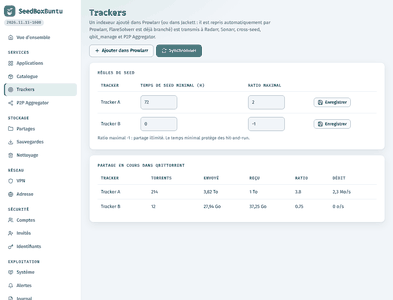 SeedBoxBuntu
2026.11.21-1008
Vue d'ensemble
SERVICES
Applications
Catalogue
Trackers
P2P Aggregator
STOCKAGE
Partages
Sauvegardes
Nettoyage
RÉSEAU
VPN
Adresse
SÉCURITÉ
Comptes
Invités
Identifiants
EXPLOITATION
Système
Alertes
Journal
Trackers
Un indexeur ajouté dans Prowlarr (ou dans Jackett : il est repris automatiquement par
Prowlarr, FlareSolverr est déjà branché) est transmis à Radarr, Sonarr, cross-seed,
qbit_manage et P2P Aggregator.
+ Ajouter dans Prowlarr
Synchroniser
RÈGLES DE SEED
TRACKER TEMPS DE SEED MINIMAL (H) RATIO MAXIMAL
Tracker A 72 2 Enregistrer
Tracker B 0 -1 Enregistrer
Ratio maximal -1 : partage illimité. Le temps minimal protège des hit-and-run.
PARTAGE EN COURS DANS QBITTORRENT
TRACKER TORRENTS ENVOYÉ REÇU RATIO DÉBIT
Tracker A 214 3,82 To 1 To 3.8 2,3 Mo/s
Tracker B 12 27,94 Go 37,25 Go 0.75 0 o/s